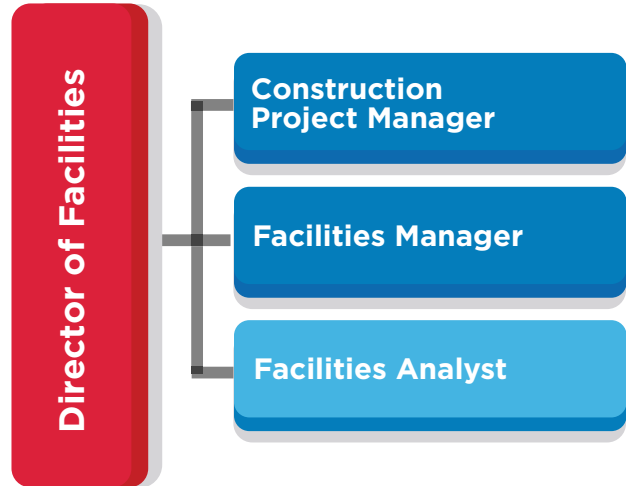 Director of Facilities
Construction
Project Manager
Facilities Manager
Facilities Analyst